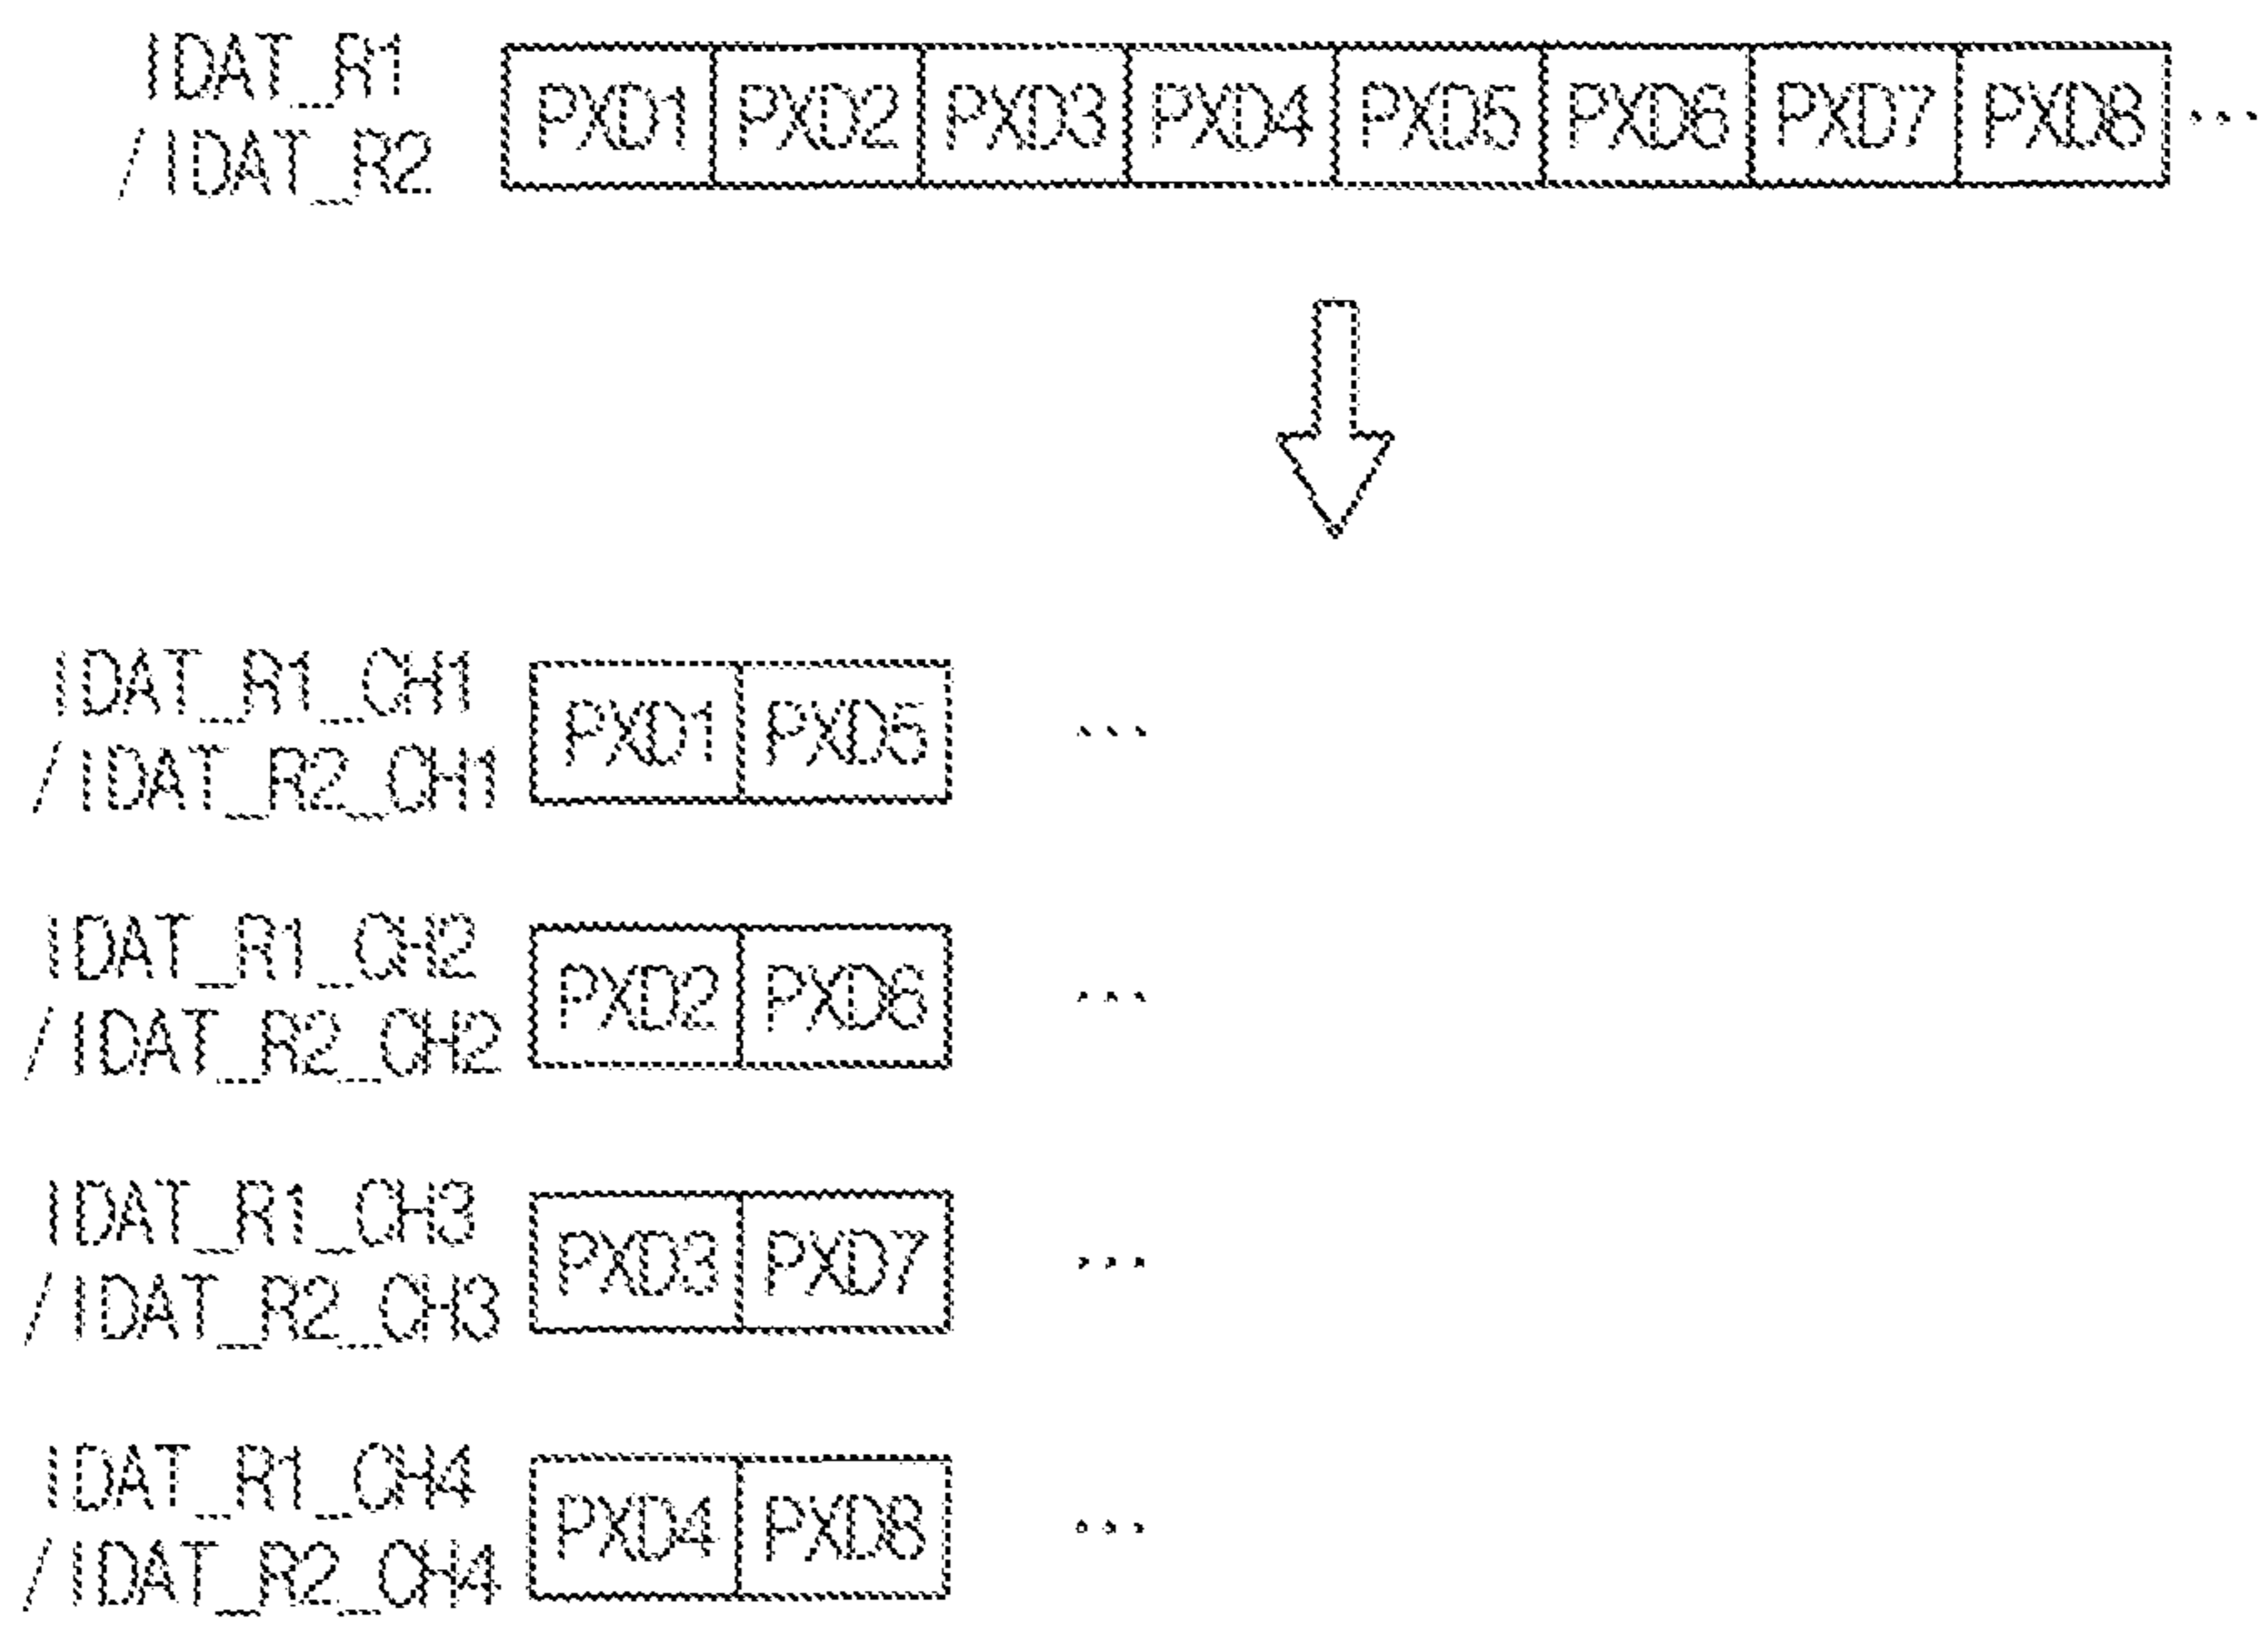 IDAT_R1
/IDAT_R2
PXD1 PXD2 PXD3 PXD4 PXD5 PXD6 PXD7 PXD8 ...
IDAT_R1_CH1
/IDAT_R2_CH1
PXD1 PXD5 ...
IDAT_R1_CH2
/IDAT_R2_CH2
PXD2 PXD6 ...
IDAT_R1_CH3
/IDAT_R2_CH3
PXD3 PXD7 ...
IDAT_R1_CH4
/IDAT_R2_CH4
PXD4 PXD8 ...